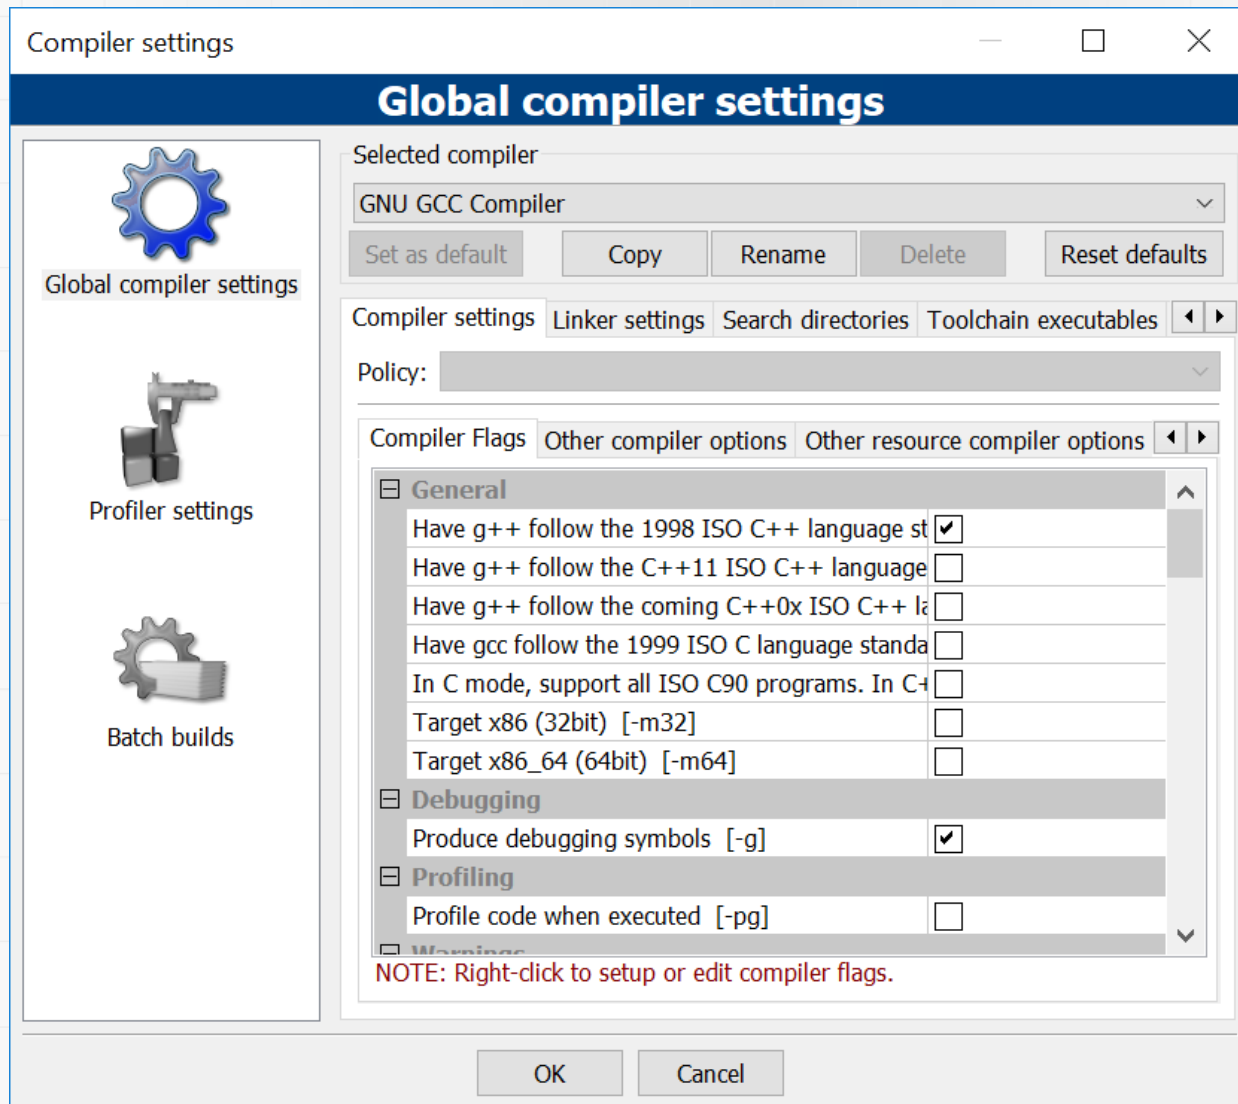 Compiler settings
Global compiler settings
Global compiler settings
Profiler settings
Batch builds
Selected compiler
GNU GCC Compiler
Set as default Copy Rename Delete Reset defaults
Compiler settings Linker settings Search directories Toolchain executables
Policy:
Compiler Flags Other compiler options Other resource compiler options
General
Have g++ follow the 1998 ISO C++ language st
Have g++ follow the C++11 ISO C++ language
Have g++ follow the coming C++0x ISO C++ la
Have gcc follow the 1999 ISO C language standa
In C mode, support all ISO C90 programs. In C+
Target x86 (32bit) [-m32]
Target x86_64 (64bit) [-m64]
Debugging
Produce debugging symbols [-g]
Profiling
Profile code when executed [-pg]
Warnings
NOTE: Right-click to setup or edit compiler flags.
OK Cancel